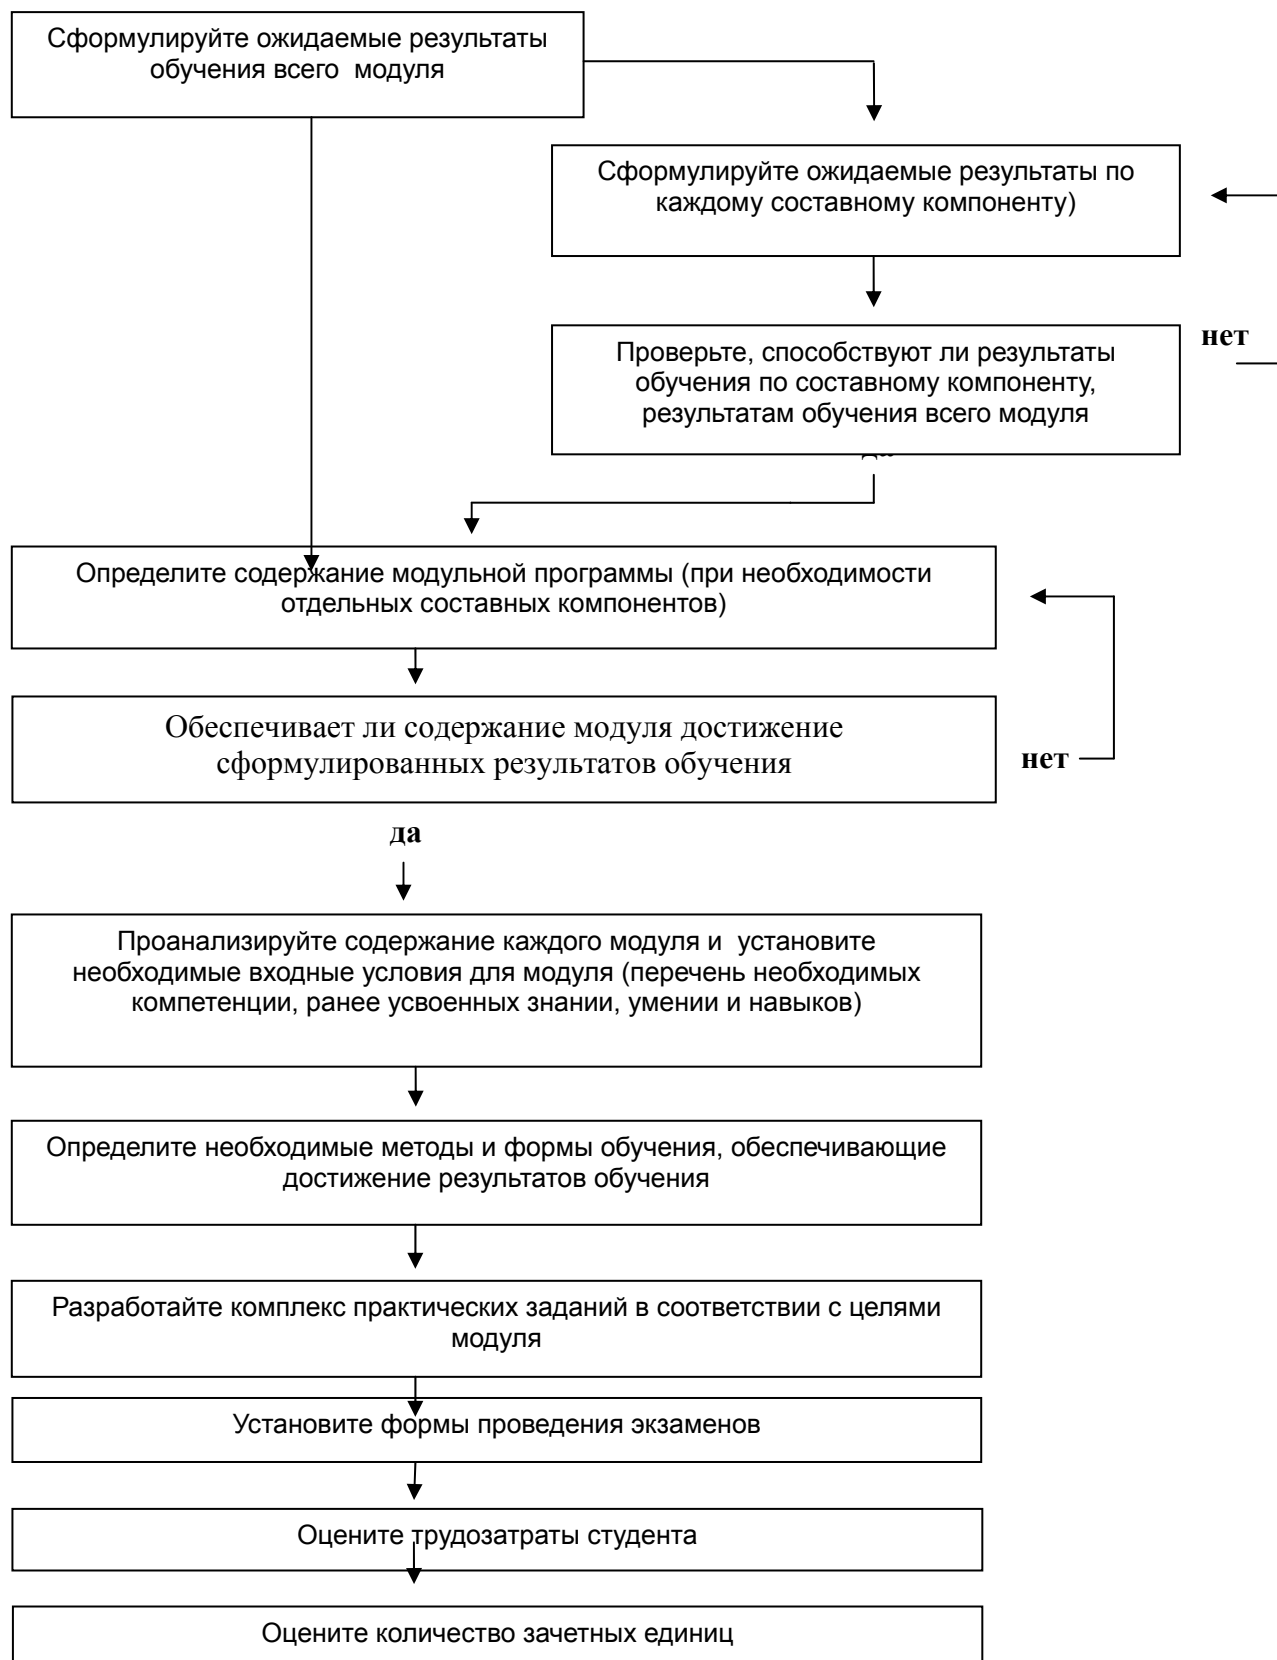 Сформулируйте ожидаемые результаты
обучения всего  модуля
Сформулируйте ожидаемые результаты по
каждому составному компоненту)
нет
Проверьте, способствуют ли результаты
обучения по составному компоненту,
результатам обучения всего модуля
Определите содержание модульной программы (при необходимости
отдельных составных компонентов)
Обеспечивает ли содержание модуля достижение
сформулированных результатов обучения
нет
да
Проанализируйте содержание каждого модуля и  установите
необходимые входные условия для модуля (перечень необходимых
компетенции, ранее усвоенных знании, умении и навыков)
Определите необходимые методы и формы обучения, обеспечивающие
достижение результатов обучения
Разработайте комплекс практических заданий в соответствии с целями
модуля
Установите формы проведения экзаменов
Оцените трудозатраты студента
Оцените количество зачетных единиц